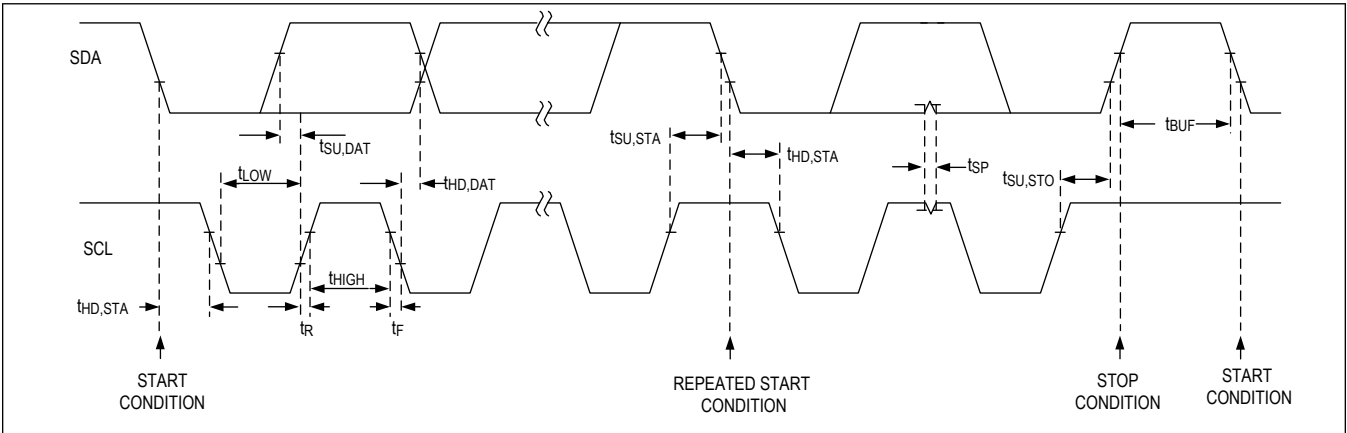 SDA
tSU,DAT
tLOW
tHD,DAT
tSU,STA
tHD,STA
tSP
tBUF
tSU,STO
SCL
tHIGH
tHD,STA
tR
tF
START
CONDITION
REPEATED START
CONDITION
STOP
CONDITION
START
CONDITION